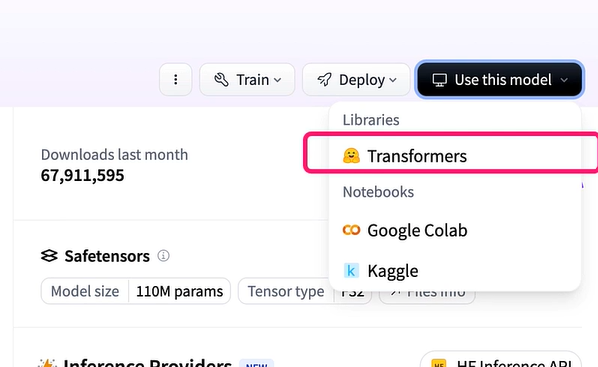 Train
Deploy
Use this model
Libraries
Transformers
Notebooks
Google Colab
Kaggle
Downloads last month
67,911,595
Safetensors
Model size 110M params
Tensor type F32
Files info
Inference Providers NEW
HF Inference API